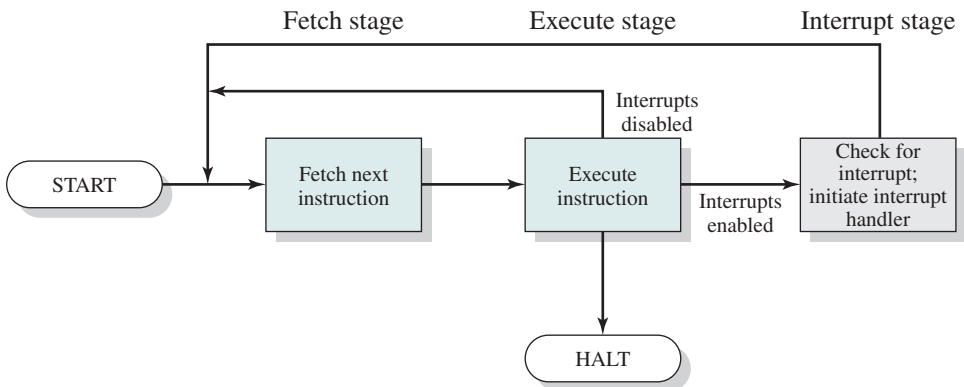 Fetch stage
Execute stage
Interrupt stage
Interrupts
disabled
START
Fetch next
instruction
Execute
instruction
Interrupts
enabled
Check for
interrupt;
initiate interrupt
handler
HALT